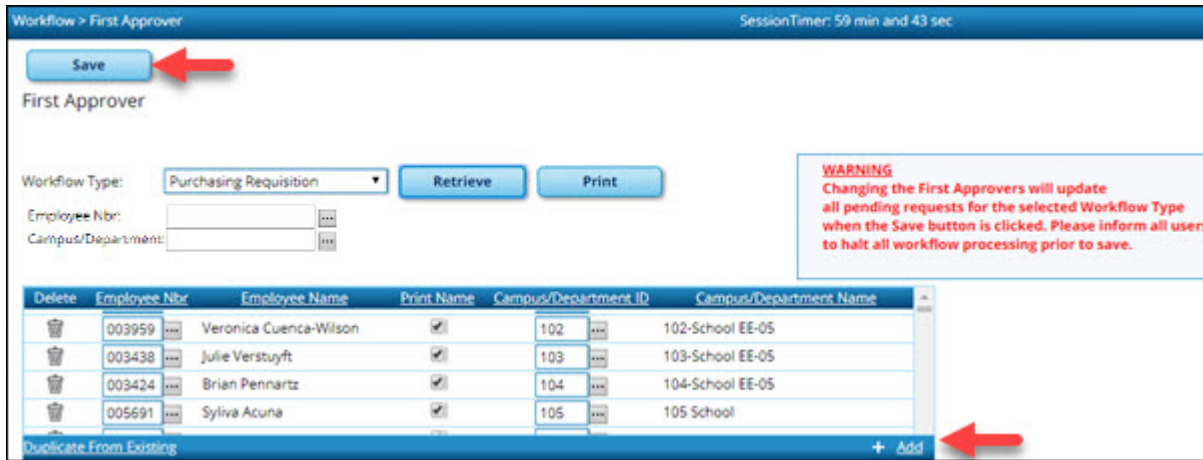 Workflow > First Approver SessionTimer: 59 min and 43 sec
Save
First Approver
Workflow Type: Purchasing Requisition Retrieve Print
Employee Nbr:
Campus/Department:
WARNING
Changing the First Approvers will update
all pending requests for the selected Workflow Type
when the Save button is clicked. Please inform all users
to halt all workflow processing prior to save.
Delete Employee Nbr Employee Name Print Name Campus/Department ID Campus/Department Name
003959 ... Veronica Cuenca-Wilson 102 ... 102-School EE-05
003438 ... Julie Verstuyft 103 ... 103-School EE-05
003424 ... Brian Pennartz 104 ... 104-School EE-05
005691 ... Syliva Acuna 105 ... 105 School
Duplicate From Existing + Add